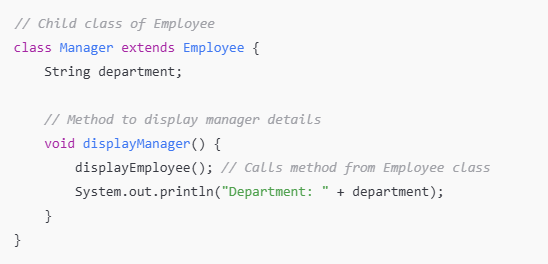 // Child class of Employee
class Manager extends Employee {
    String department;

    // Method to display manager details
    void displayManager() {
        displayEmployee(); // Calls method from Employee class
        System.out.println("Department: " + department);
    }
}